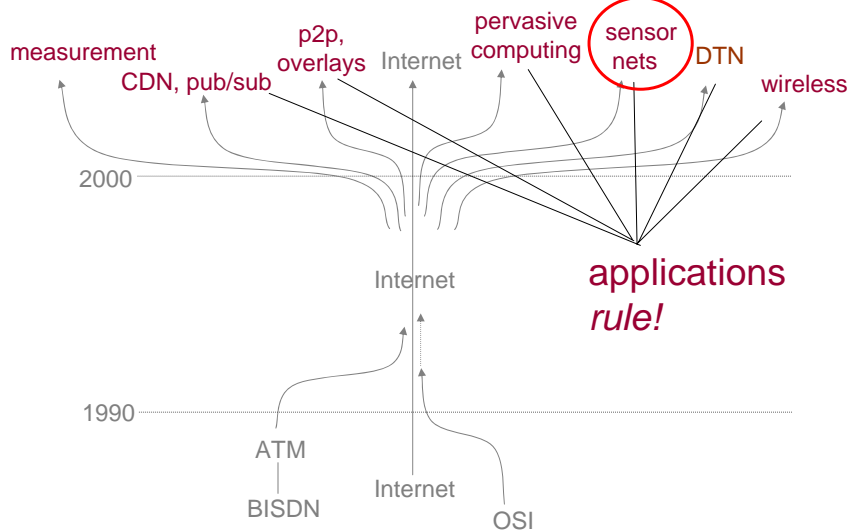 measurement
CDN, pub/sub
p2p,
overlays
Internet
pervasive
computing
sensor
nets
DTN
wireless
2000
Internet
applications
rule!
1990
ATM
BISDN
Internet
OSI